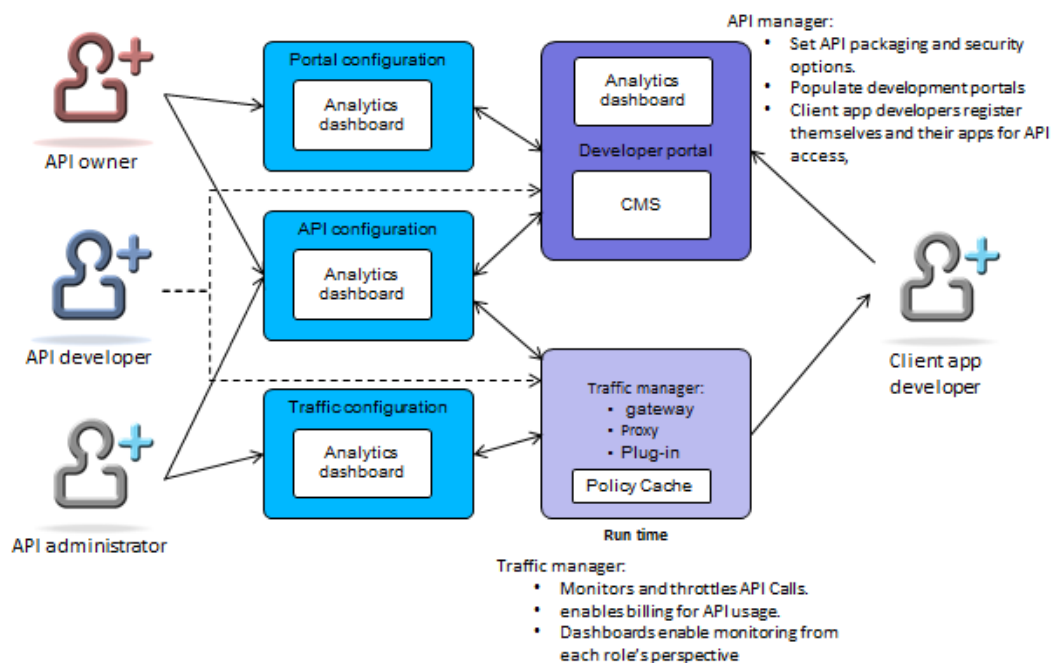 API manager:
• Set API packaging and security
options.
• Populate development portals
• Client app developers register
themselves and their apps for API
access,
Portal configuration
Analytics
dashboard
Analytics
dashboard
Developer portal
CMS
API owner
API configuration
Analytics
dashboard
API developer
Client app
developer
Traffic configuration
Analytics
dashboard
Traffic manager:
• gateway
• Proxy
• Plug-in
Policy Cache
API administrator
Run time
Traffic manager:
• Monitors and throttles API Calls.
• enables billing for API usage.
• Dashboards enable monitoring from
each role's perspective